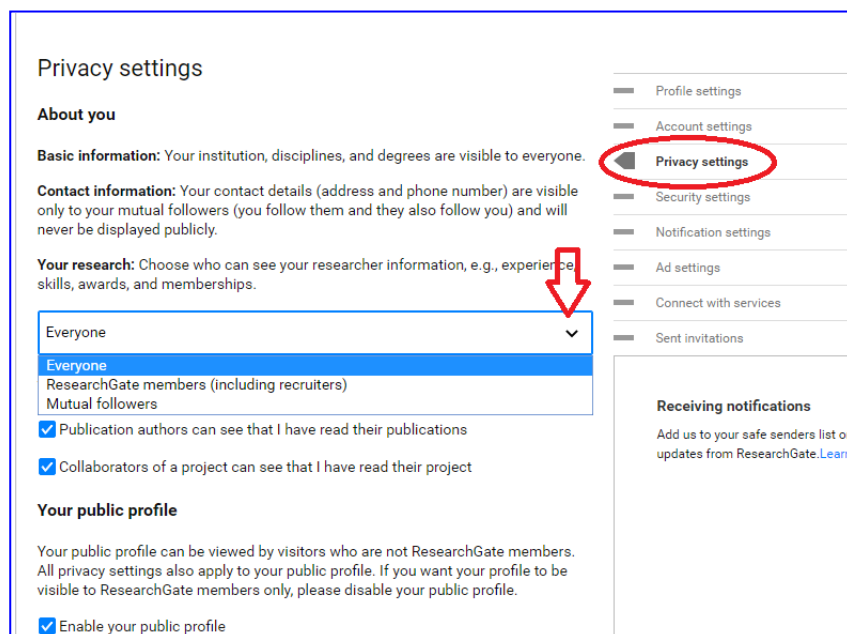 Privacy settings
About you
Basic information: Your institution, disciplines, and degrees are visible to everyone.
Contact information: Your contact details (address and phone number) are visible
only to your mutual followers (you follow them and they also follow you) and will
never be displayed publicly.
Your research: Choose who can see your researcher information, e.g., experience,
skills, awards, and memberships.
Everyone
Everyone
ResearchGate members (including recruiters)
Mutual followers
Publication authors can see that I have read their publications
Collaborators of a project can see that I have read their project
Your public profile
Your public profile can be viewed by visitors who are not ResearchGate members.
All privacy settings also apply to your public profile. If you want your profile to be
visible to ResearchGate members only, please disable your public profile.
Enable your public profile
Profile settings
Account settings
Privacy settings
Security settings
Notification settings
Ad settings
Connect with services
Sent invitations
Receiving notifications
Add us to your safe senders list
updates from ResearchGate.